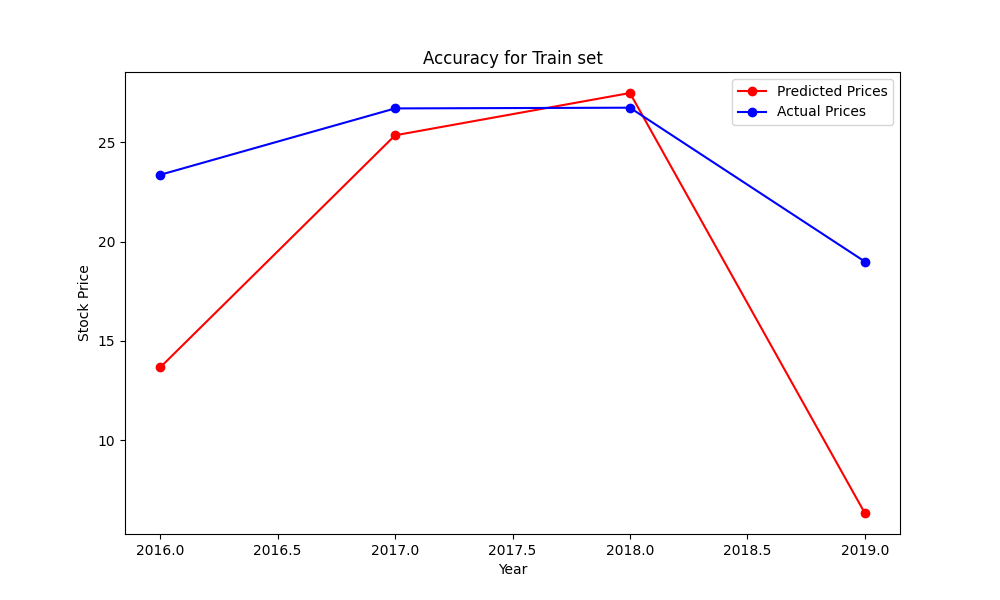 Accuracy for Train set
Predicted Prices
Actual Prices
25
20
15
10
Stock Price
2016.0 2016.5 2017.0 2017.5 2018.0 2018.5 2019.0
Year